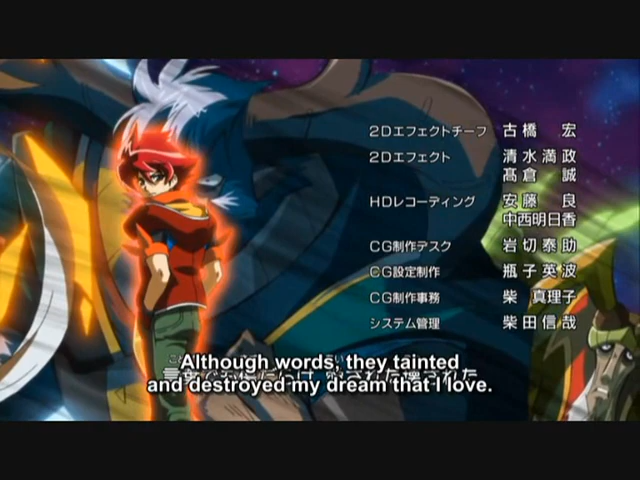 2Dエフェクトチーフ 古橋 宏
2Dエフェクト 清水満政
髙倉 誠
HDレコーディング 安藤 良
中西明日香
CG制作デスク 岩切泰助
CG設定制作 瓶子英波
CG制作事務 柴 真理子
システム管理 柴田信哉
Although words, they tainted
and destroyed my dream that I love.